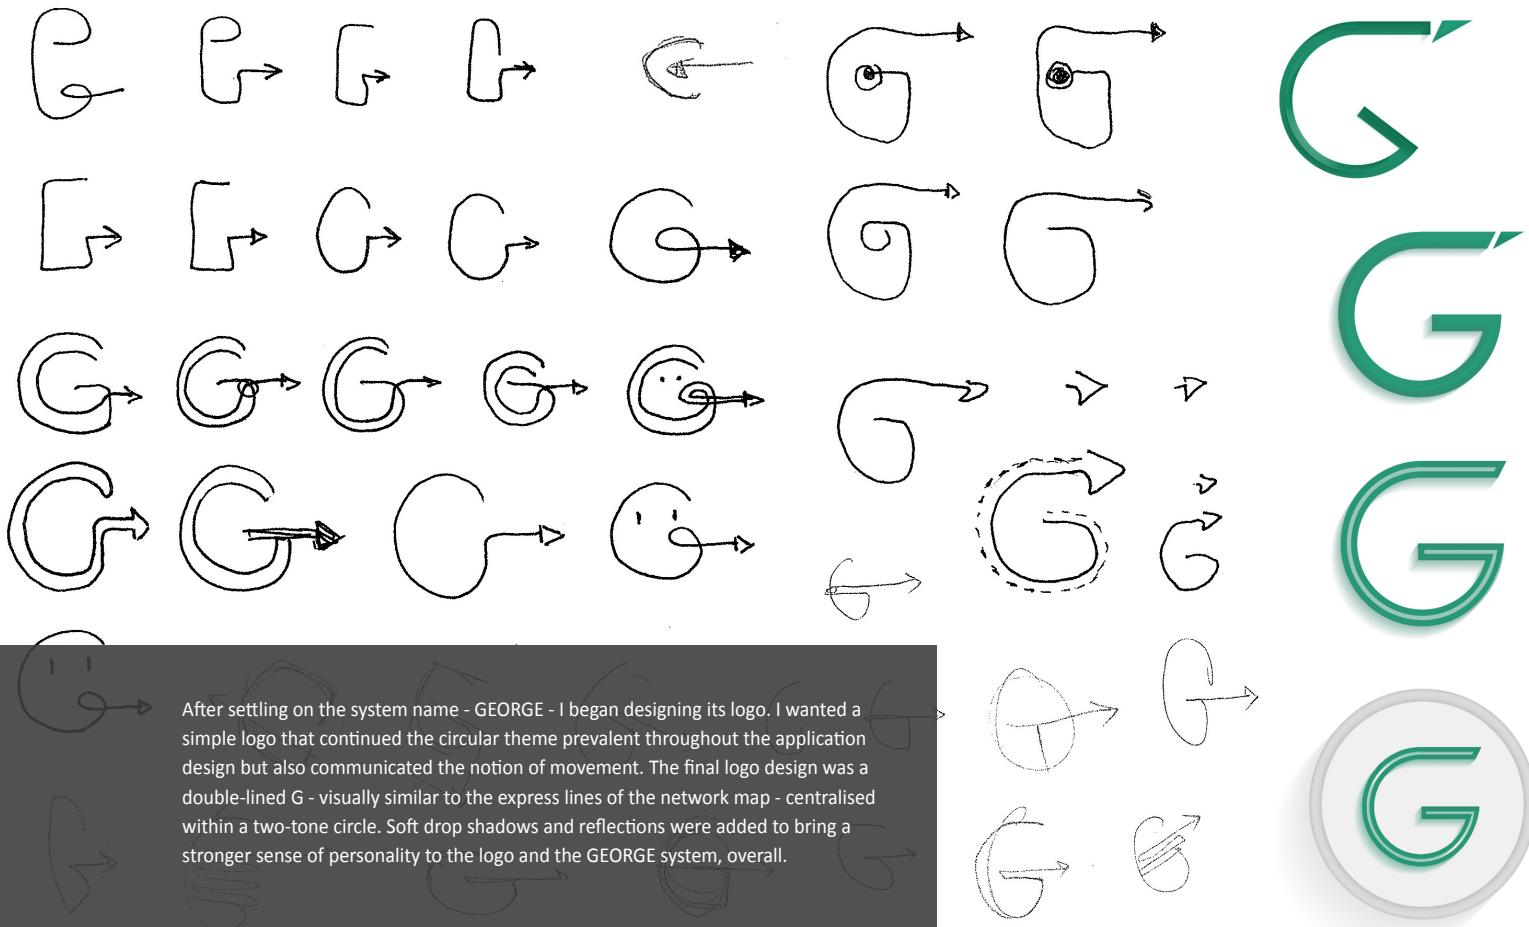 After settling on the system name - GEORGE - I began designing its logo. I wanted a
simple logo that continued the circular theme prevalent throughout the application
design but also communicated the notion of movement. The final logo design was a
double-lined G - visually similar to the express lines of the network map - centralised
within a two-tone circle. Soft drop shadows and reflections were added to bring a
stronger sense of personality to the logo and the GEORGE system, overall.
G
G
G
G